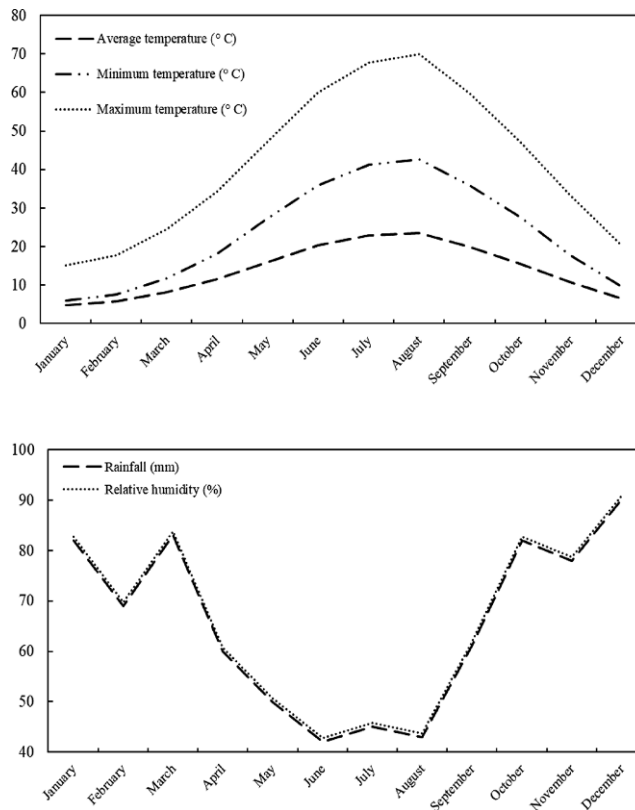 80
70
60
50
40
30
20
10
0
Average temperature (° C)
Minimum temperature (° C)
Maximum temperature (° C)
January
February
March
April
May
June
July
August
September
October
November
December
100
90
80
70
60
50
40
Rainfall (mm)
Relative humidity (%)
January
February
March
April
May
June
July
August
September
October
November
December